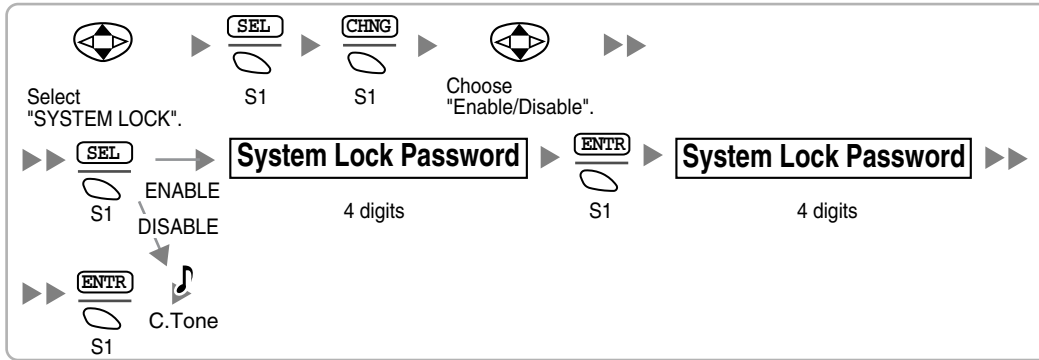 SEL
CHNG
Select
"SYSTEM LOCK".
S1
S1
Choose
"Enable/Disable".
SEL
S1
ENABLE
DISABLE
System Lock Password
4 digits
ENTR
S1
System Lock Password
4 digits
ENTR
S1
C.Tone